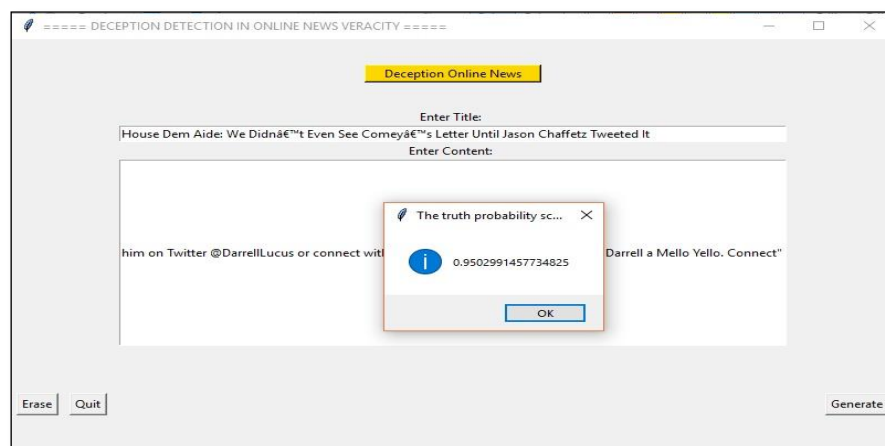 ===== DECEPTION DETECTION IN ONLINE NEWS VERACITY =====
Deception Online News
Enter Title:
House Dem Aide: We Didnâ€™t Even See Comeyâ€™s Letter Until Jason Chaffetz Tweeted It
Enter Content:
The truth probability sc...
him on Twitter @DarrellLucus or connect with Darrell a Mello Yello. Connect"
0.9502991457734825
OK
Erase Quit Generate